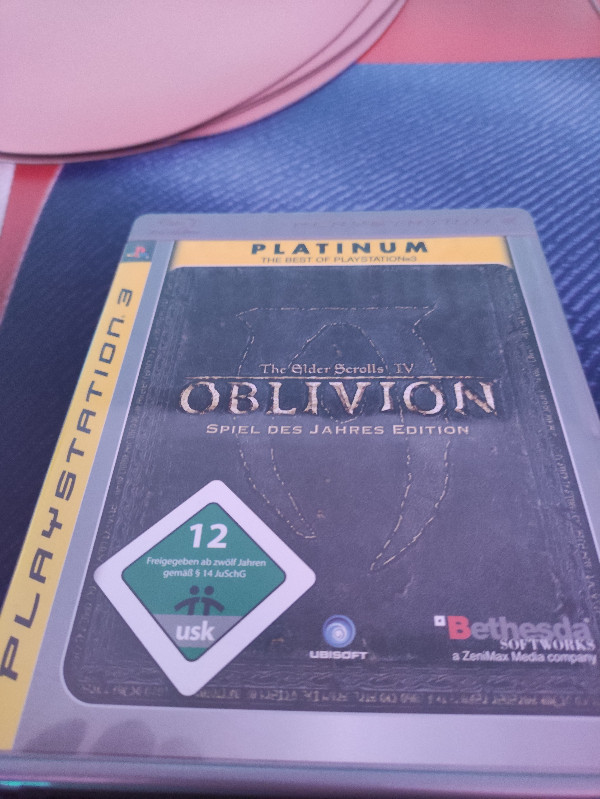 PLATINUM
THE BEST OF PLAYSTATION®3
PLAYSTATION 3
The Elder Scrolls IV
OBLIVION
SPIEL DES JAHRES EDITION
12
Freigegeben ab zwölf Jahren
gemäß § 14 JuSchG
usk
UBISOFT
Bethesda
SOFTWORKS
a ZeniMax Media company